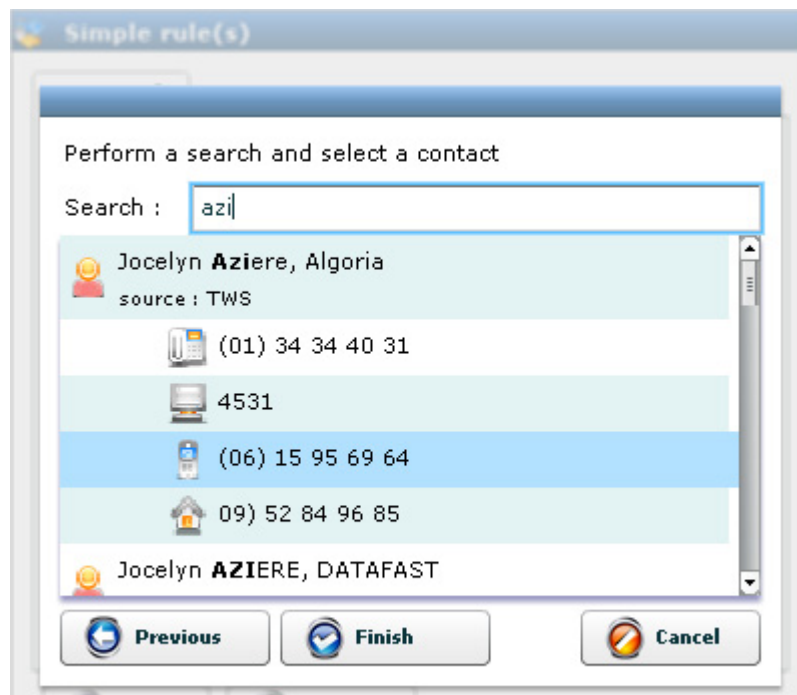 Simple rule(s)
Perform a search and select a contact
Search : azi
Jocelyn Aziere, Algoria
source : TWS
(01) 34 34 40 31
4531
(06) 15 95 69 64
09) 52 84 96 85
Jocelyn AZIERE, DATAFAST
Previous Finish Cancel